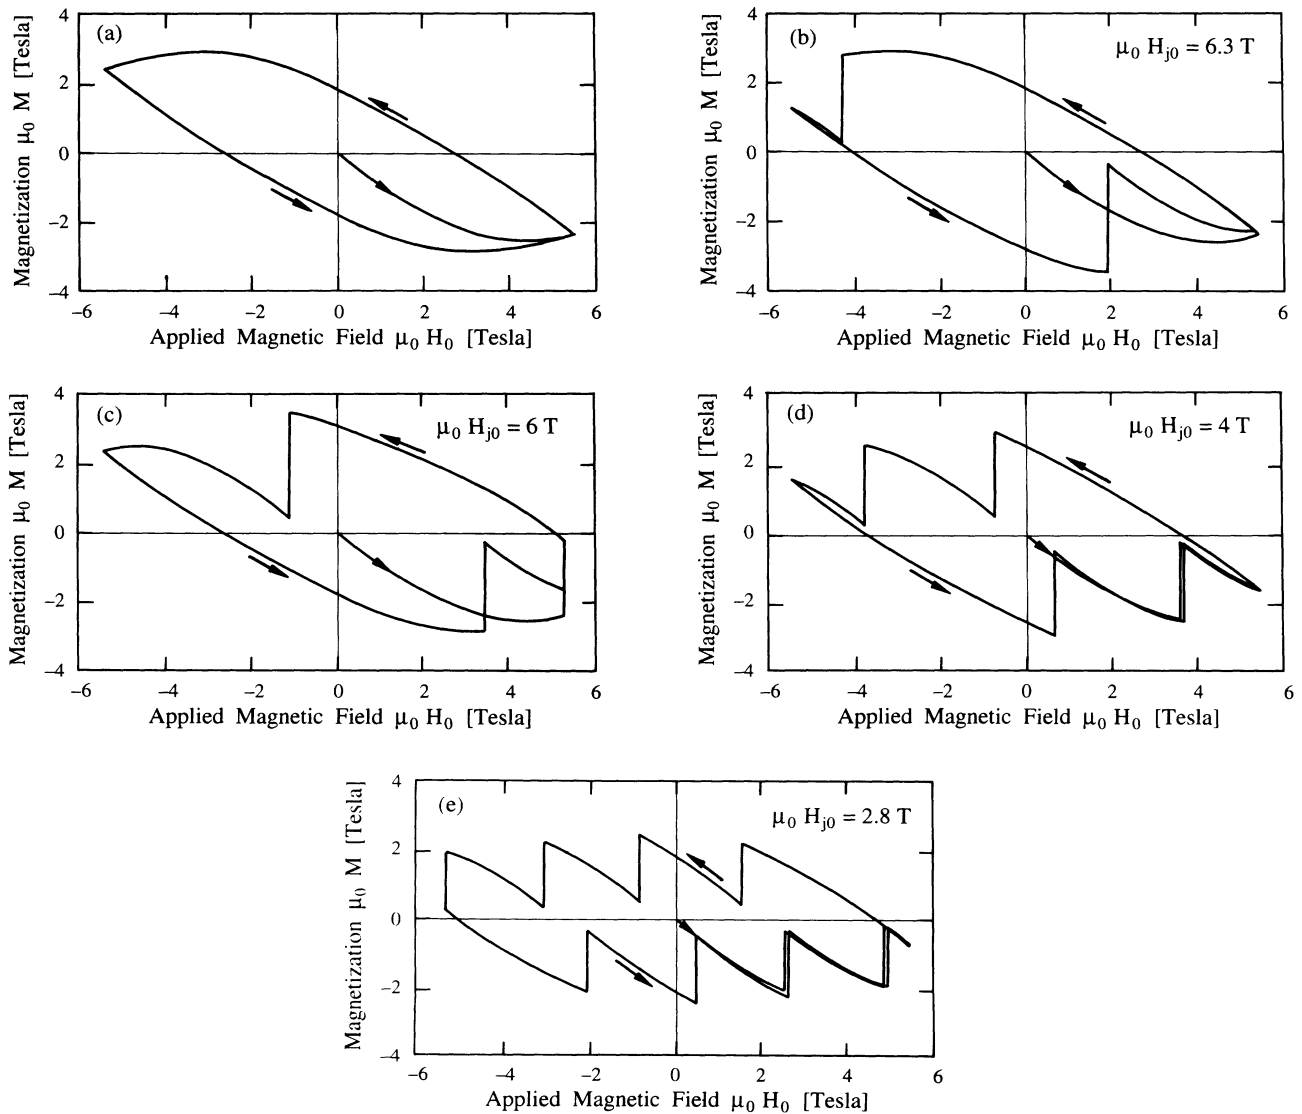 (a)
Magnetization μ₀ M [Tesla]
4
2
0
−2
−4
−6 −4 −2 0 2 4 6
Applied Magnetic Field μ₀ H₀ [Tesla]
(b)
μ₀ Hj0 = 6.3 T
Magnetization μ₀ M [Tesla]
4
2
0
−2
−4
−6 −4 −2 0 2 4 6
Applied Magnetic Field μ₀ H₀ [Tesla]
(c)
μ₀ Hj0 = 6 T
Magnetization μ₀ M [Tesla]
4
2
0
−2
−4
−6 −4 −2 0 2 4 6
Applied Magnetic Field μ₀ H₀ [Tesla]
(d)
μ₀ Hj0 = 4 T
Magnetization μ₀ M [Tesla]
4
2
0
−2
−4
−6 −4 −2 0 2 4 6
Applied Magnetic Field μ₀ H₀ [Tesla]
(e)
μ₀ Hj0 = 2.8 T
Magnetization μ₀ M [Tesla]
4
2
0
−2
−4
−6 −4 −2 0 2 4 6
Applied Magnetic Field μ₀ H₀ [Tesla]